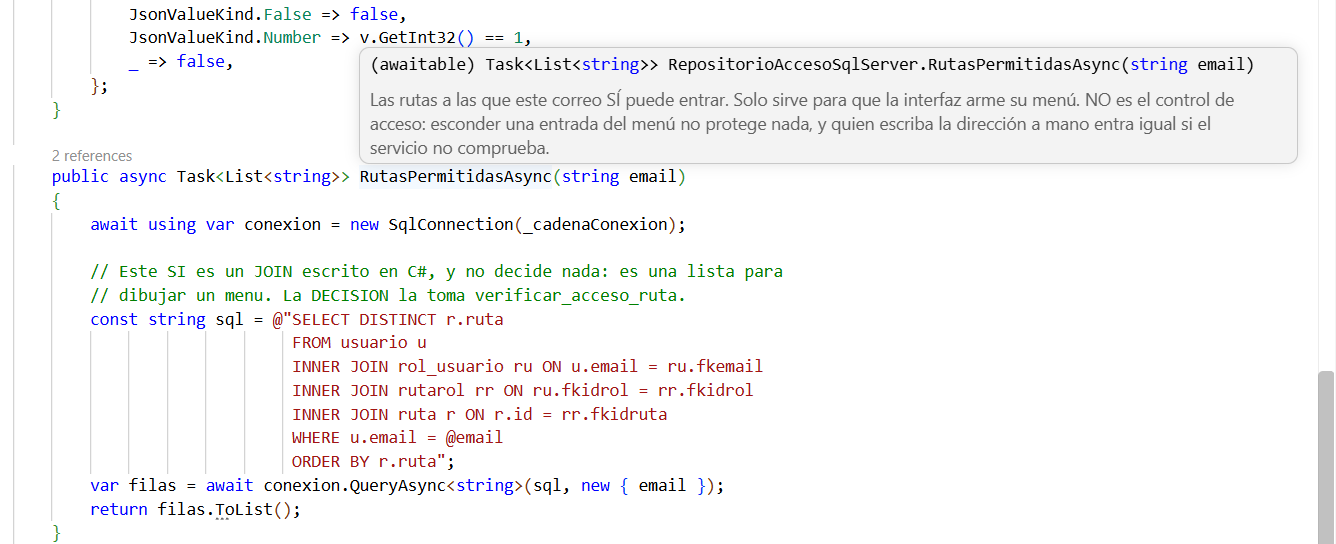 JsonValueKind.False => false,
JsonValueKind.Number => v.GetInt32() == 1,
_ => false,
};
}
(awaitable) Task<List<string>> RepositorioAccesoSqlServer.RutasPermitidasAsync(string email)
Las rutas a las que este correo SÍ puede entrar. Solo sirve para que la interfaz arme su menú. NO es el control de
acceso: esconder una entrada del menú no protege nada, y quien escriba la dirección a mano entra igual si el
servicio no comprueba.
2 references
public async Task<List<string>> RutasPermitidasAsync(string email)
{
await using var conexion = new SqlConnection(_cadenaConexion);
// Este SI es un JOIN escrito en C#, y no decide nada: es una lista para
// dibujar un menu. La DECISION la toma verificar_acceso_ruta.
const string sql = @"SELECT DISTINCT r.ruta
FROM usuario u
INNER JOIN rol_usuario ru ON u.email = ru.fkemail
INNER JOIN rutarol rr ON ru.fkidrol = rr.fkidrol
INNER JOIN ruta r ON r.id = rr.fkidruta
WHERE u.email = @email
ORDER BY r.ruta";
var filas = await conexion.QueryAsync<string>(sql, new { email });
return filas.ToList();
}